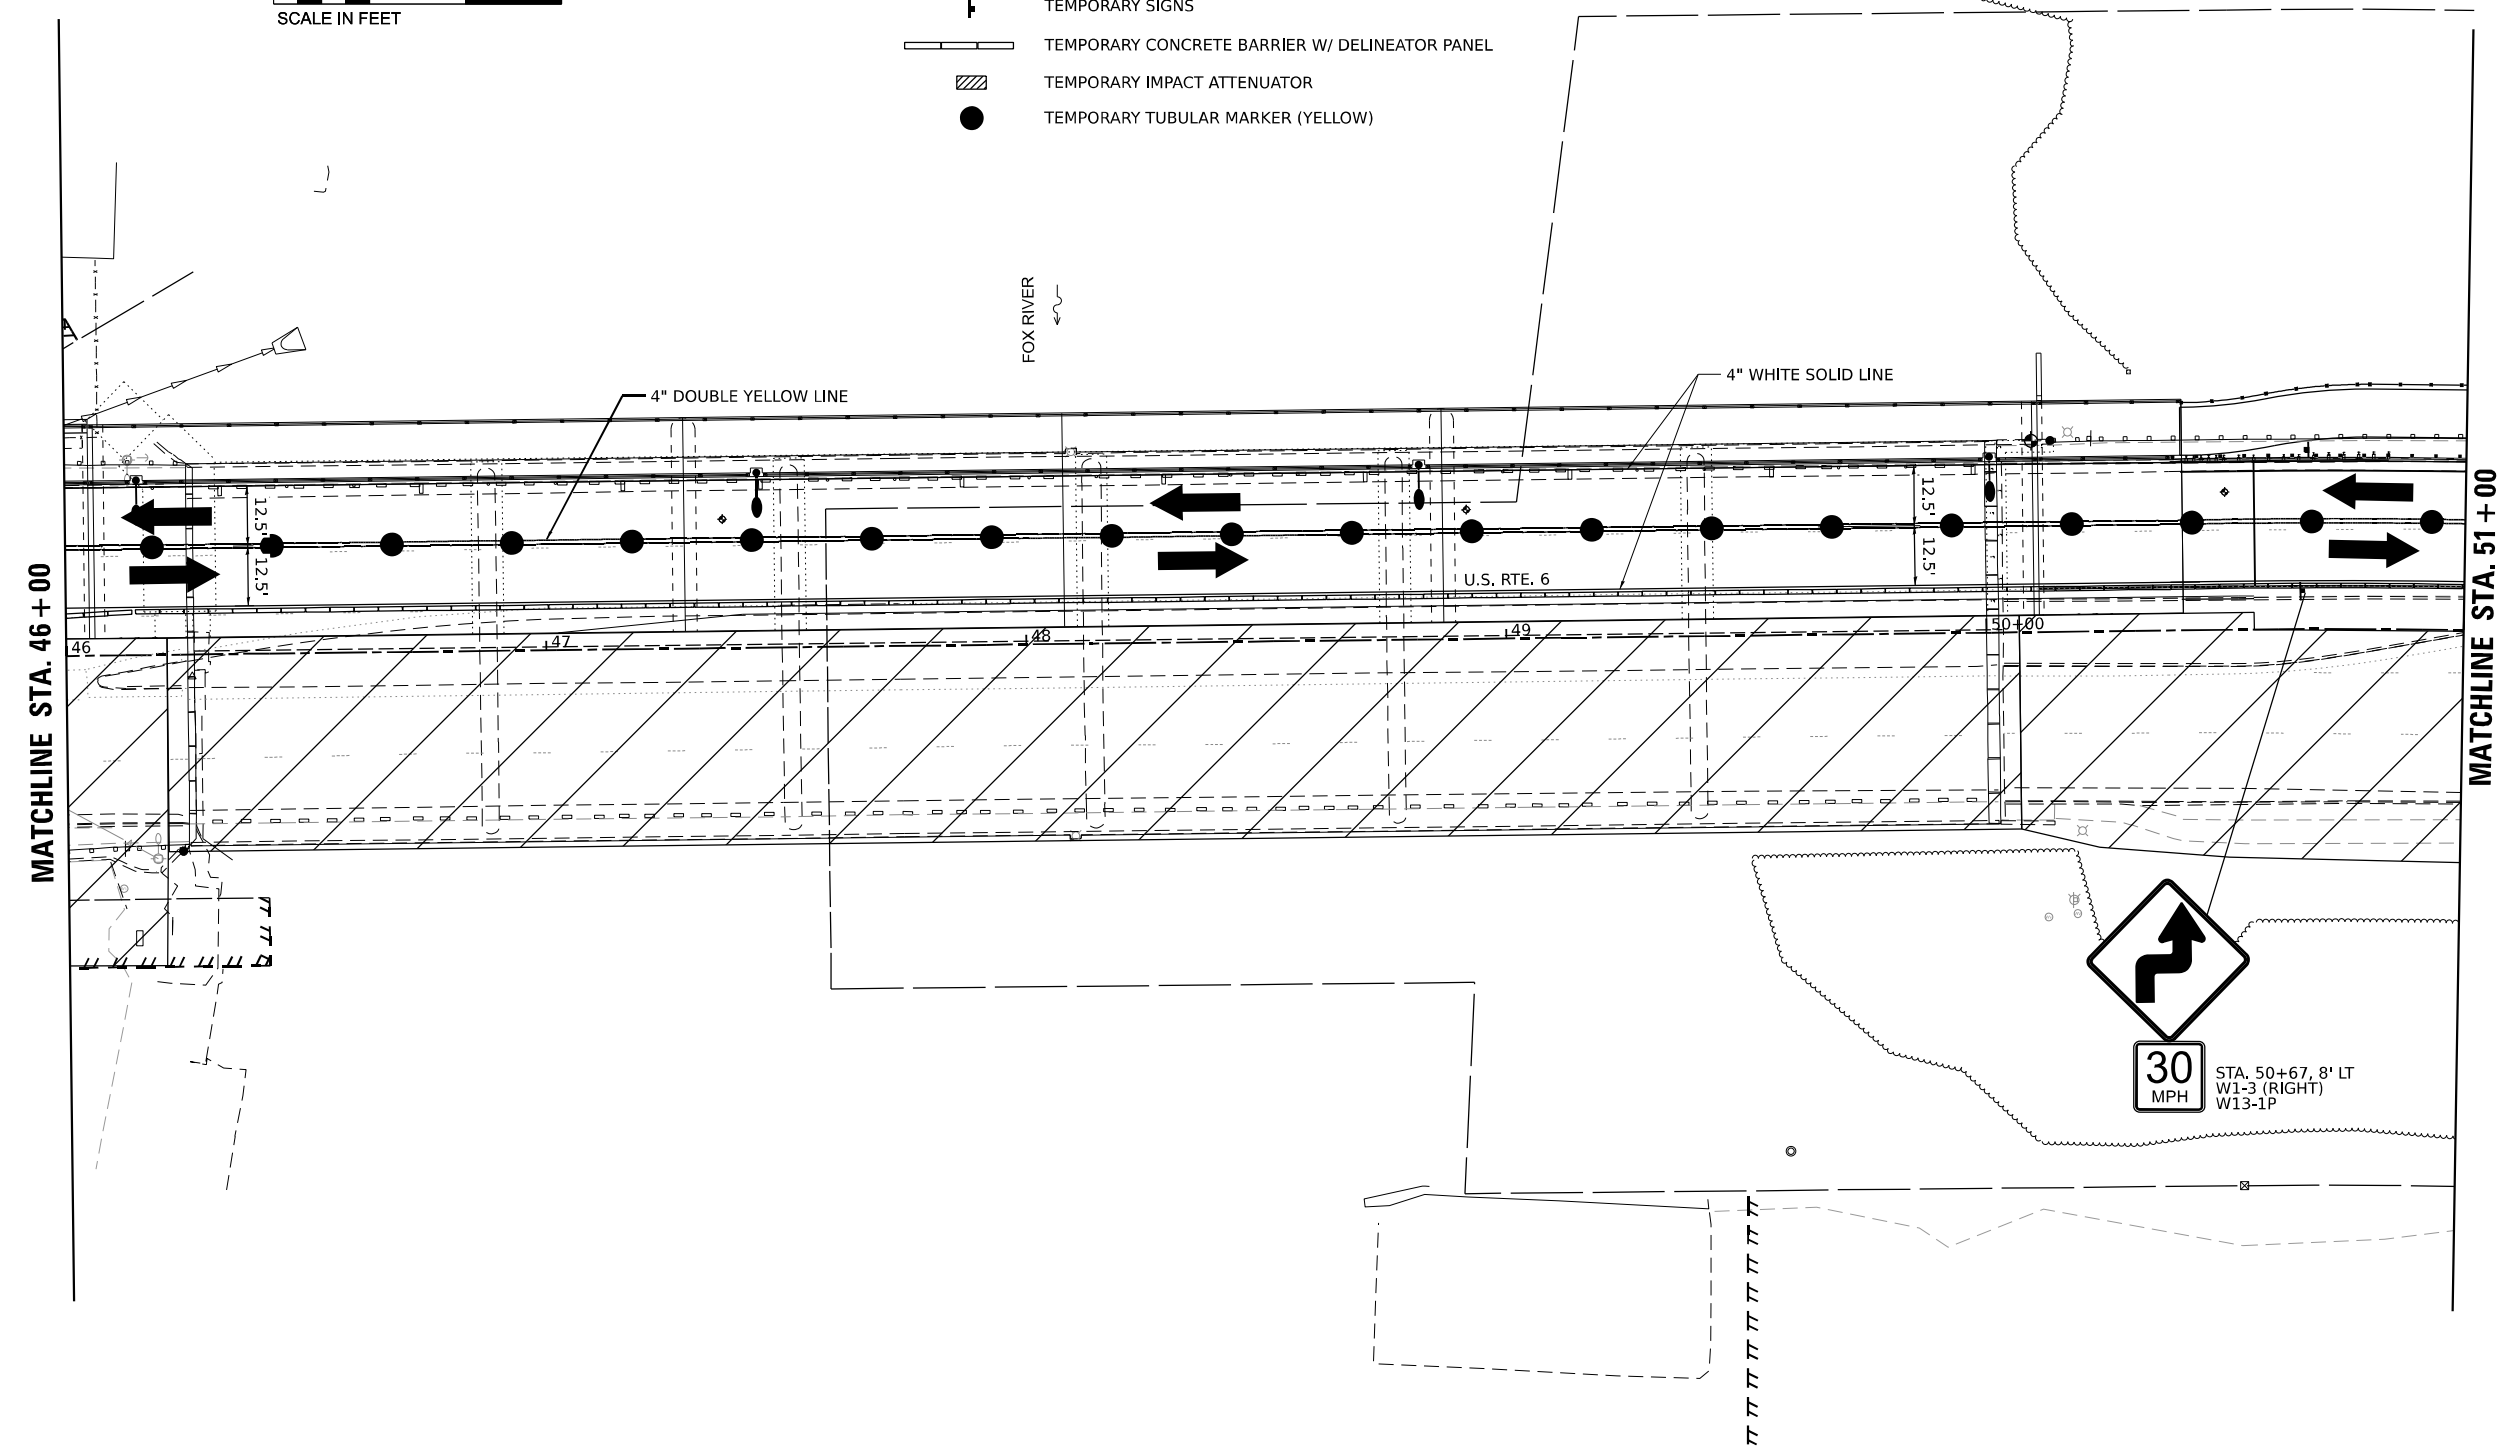 SCALE IN FEET
TEMPORARY SIGNS
TEMPORARY CONCRETE BARRIER W/ DELINEATOR PANEL
TEMPORARY IMPACT ATTENUATOR
TEMPORARY TUBULAR MARKER (YELLOW)
A
FOX RIVER
4" DOUBLE YELLOW LINE
4" WHITE SOLID LINE
12.5'
12.5'
12.5'
12.5'
U.S. RTE. 6
46
47
48
49
50+00
MATCHLINE STA. 46+00
MATCHLINE STA. 51+00
30
MPH
STA. 50+67, 8' LT
W1-3 (RIGHT)
W13-1P